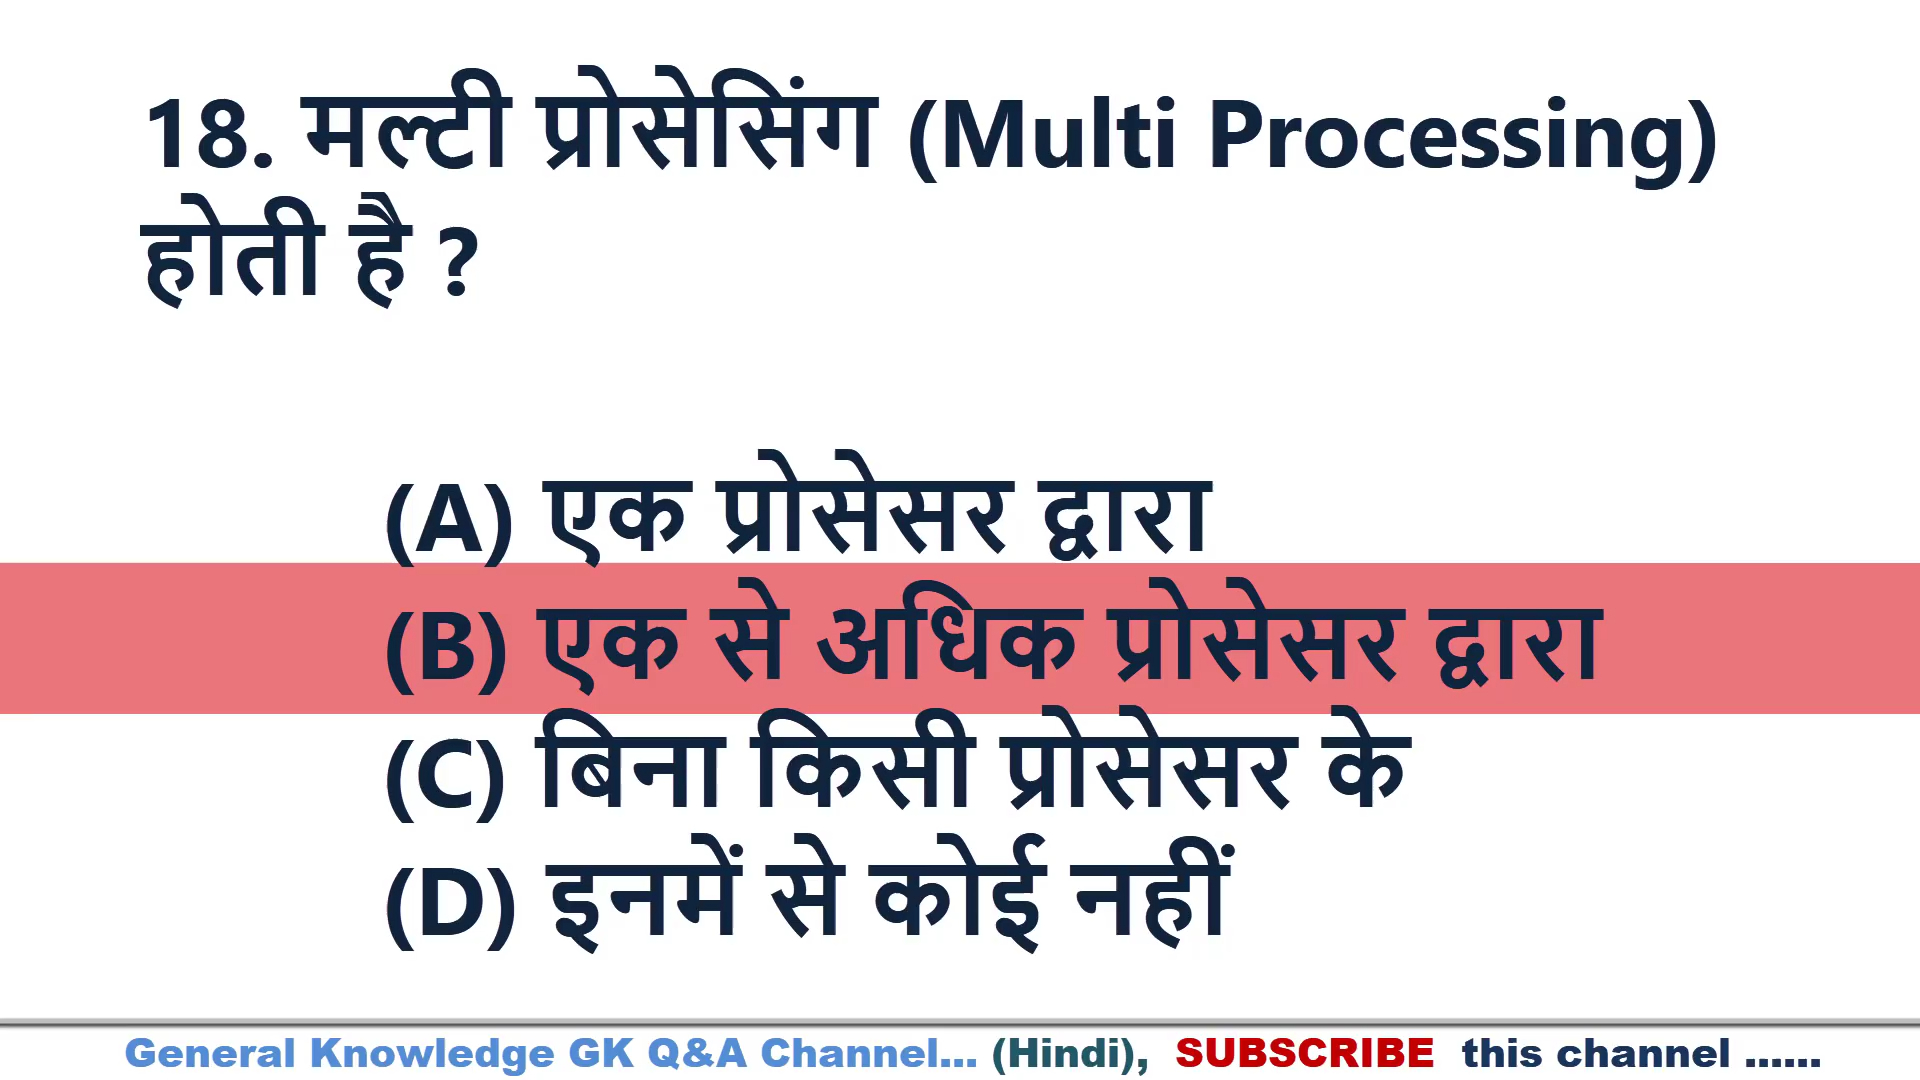 18. मल्टी प्रोसेसिंग (Multi Processing)
होती है ?
(A) एक प्रोसेसर द्वारा
(B) एक से अधिक प्रोसेसर द्वारा
(C) बिना किसी प्रोसेसर के
(D) इनमें से कोई नहीं
General Knowledge GK Q&A Channel... (Hindi), SUBSCRIBE this channel ......